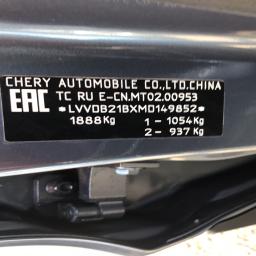 CHERY AUTOMOBILE CO.,LTD.CHINA
EAC TC RU E-CN.MT02.00953
*LVVDB21BXMD149852*
1888Kg 1 - 1054Kg
2 - 937Kg